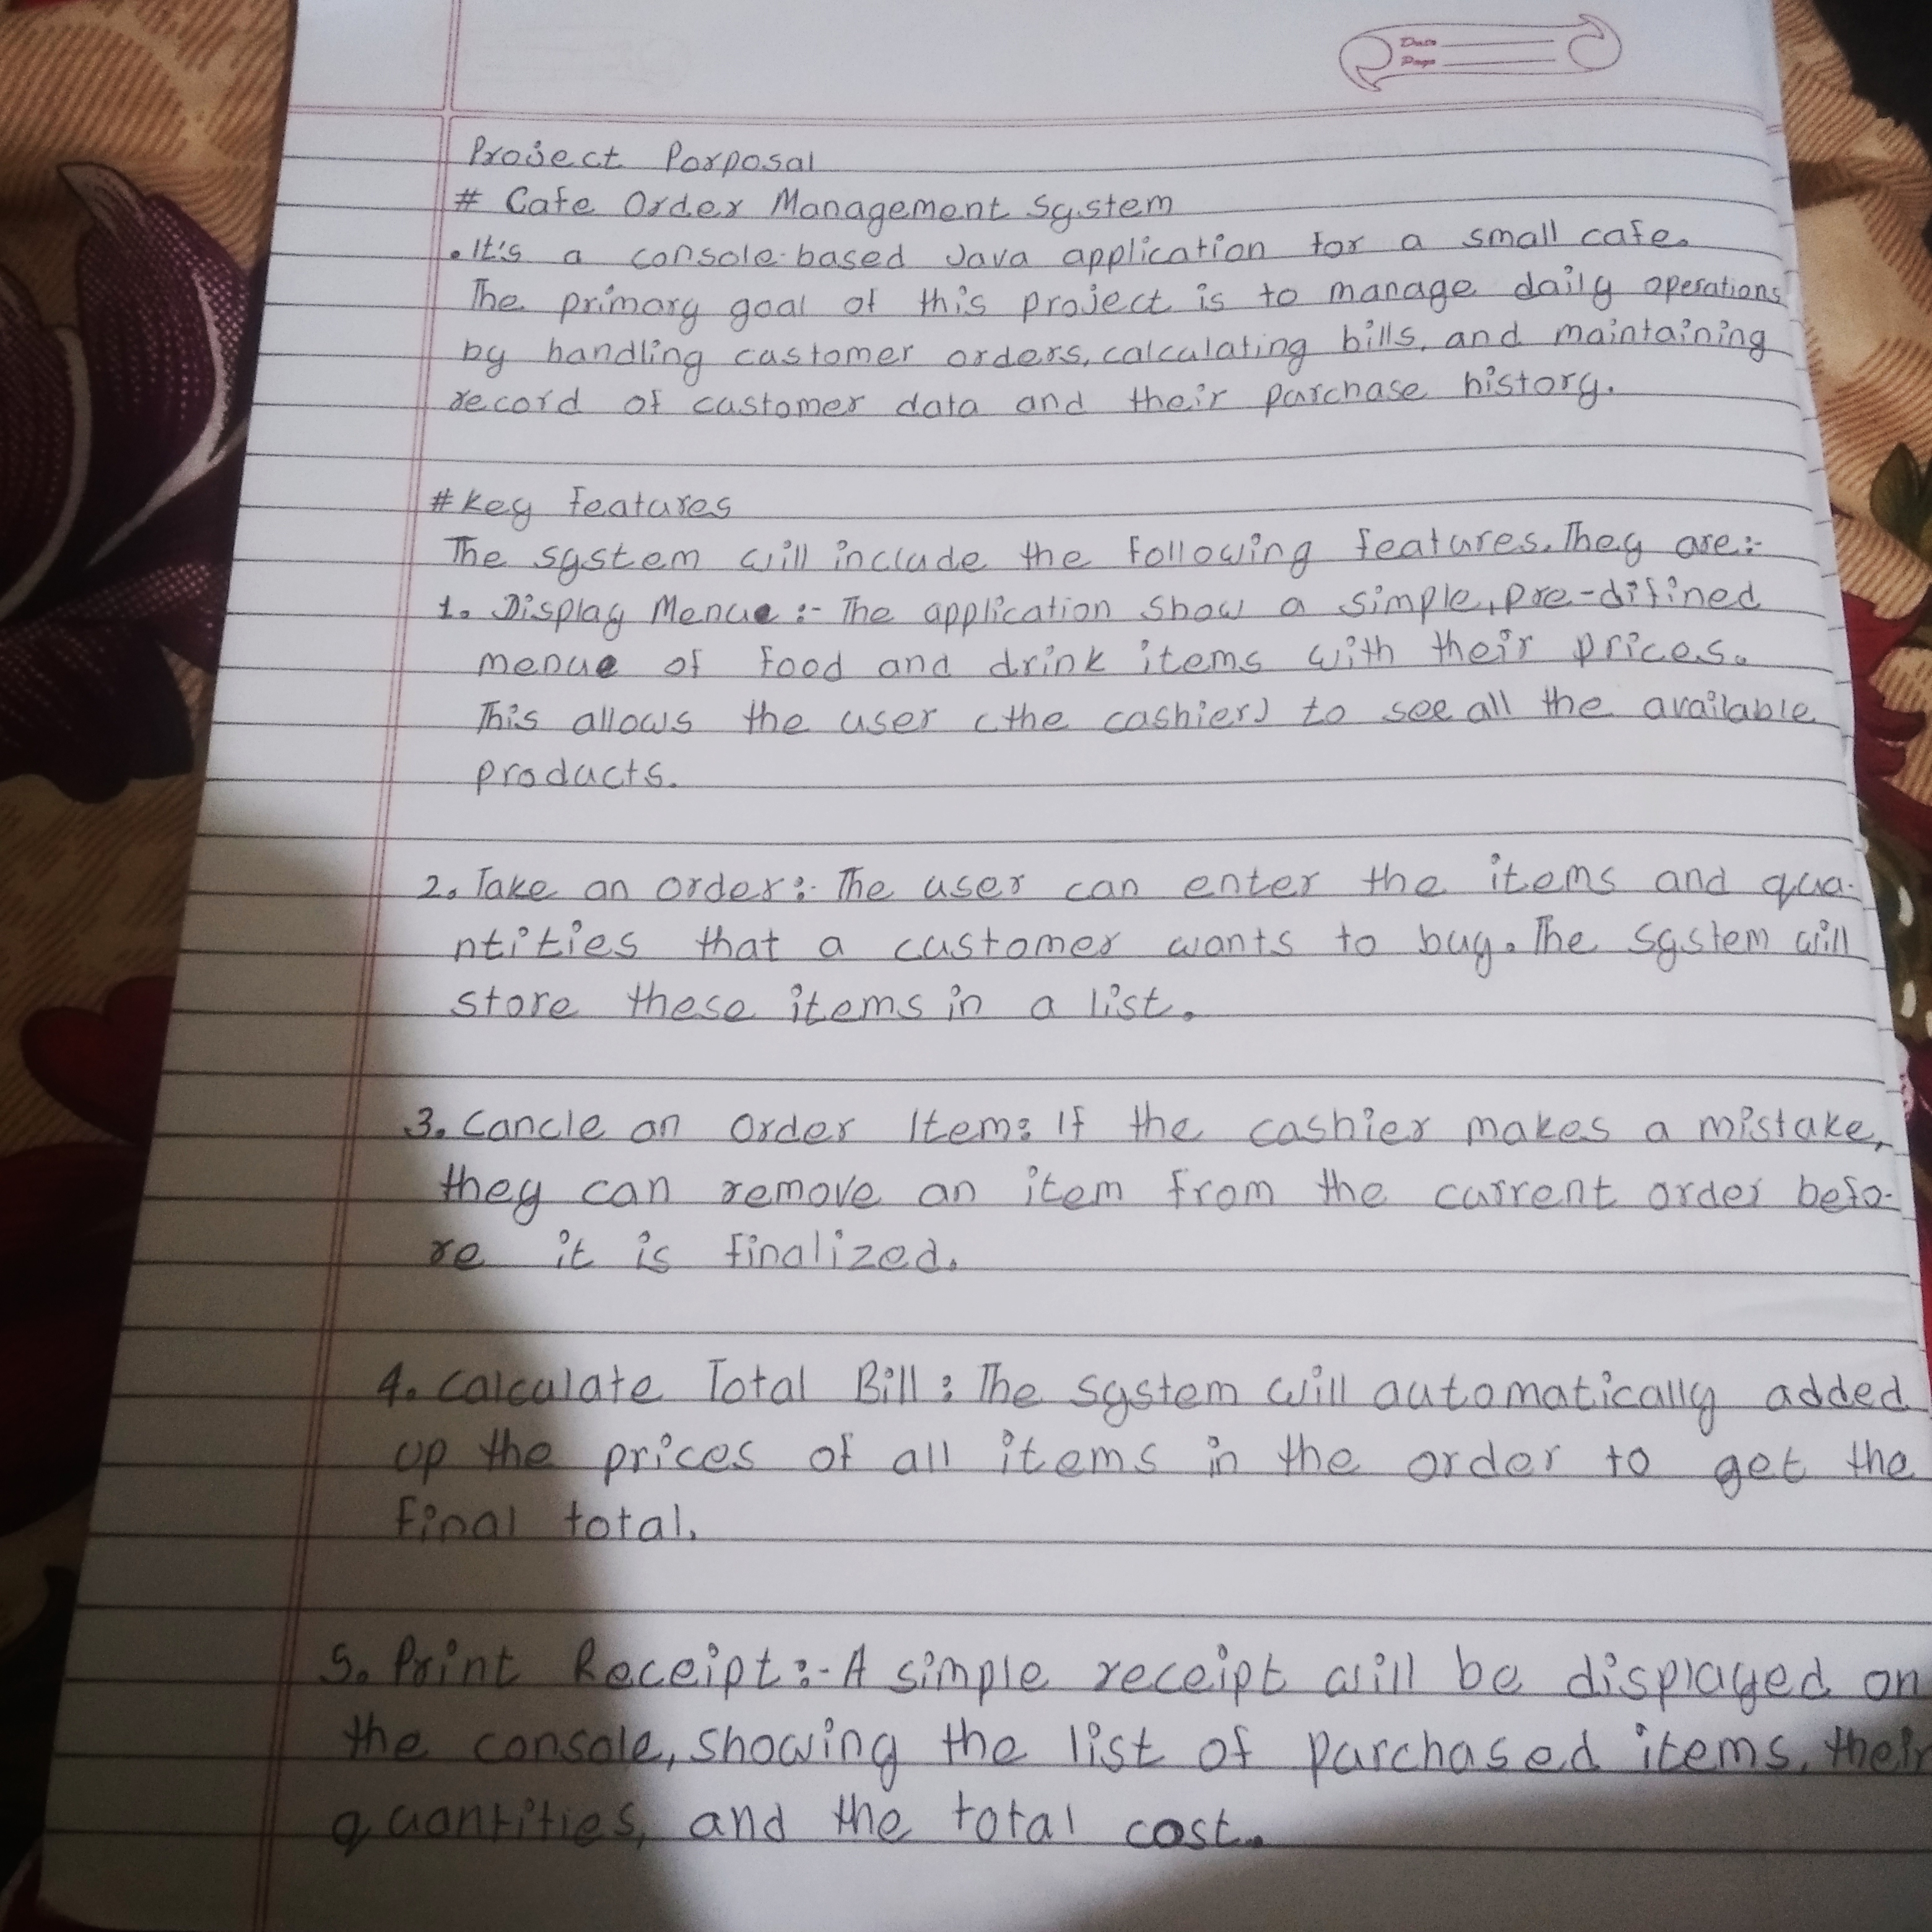 Date
Page
Project Porposal
# Cafe Order Management System
. It's a console-based Java application for a small cafe.
The primary goal of this project is to manage daily operations
by handling customer orders, calculating bills, and maintaining
record of customer data and their purchase history.
# Key features
The system will include the following features. They are:-
1. Display Menue :- The application show a simple, pre-difined
menue of food and drink items with their prices.
This allows the user (the cashier) to see all the available
products.
2. Take an order:- The user can enter the items and qua-
ntities that a customer wants to buy. The system will
store these items in a list.
3. Cancle an Order Item: If the cashier makes a mistake,
they can remove an item from the current order befo-
re it is finalized.
4. Calculate Total Bill : The system will automatically added
up the prices of all items in the order to get the
final total.
5. Print Receipt:- A simple receipt will be displayed on
the console, showing the list of purchased items, their
quantities, and the total cost.